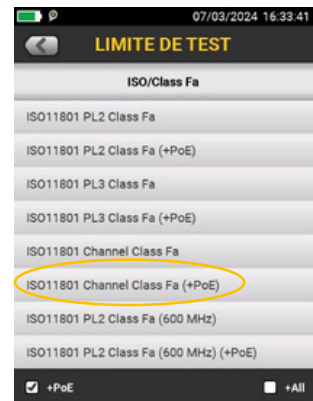 07/03/2024 16:33:41
LIMITE DE TEST
ISO/Class Fa
ISO11801 PL2 Class Fa
ISO11801 PL2 Class Fa (+PoE)
ISO11801 PL3 Class Fa
ISO11801 PL3 Class Fa (+PoE)
ISO11801 Channel Class Fa
ISO11801 Channel Class Fa (+PoE)
ISO11801 PL2 Class Fa (600 MHz)
ISO11801 PL2 Class Fa (600 MHz) (+PoE)
+PoE +All